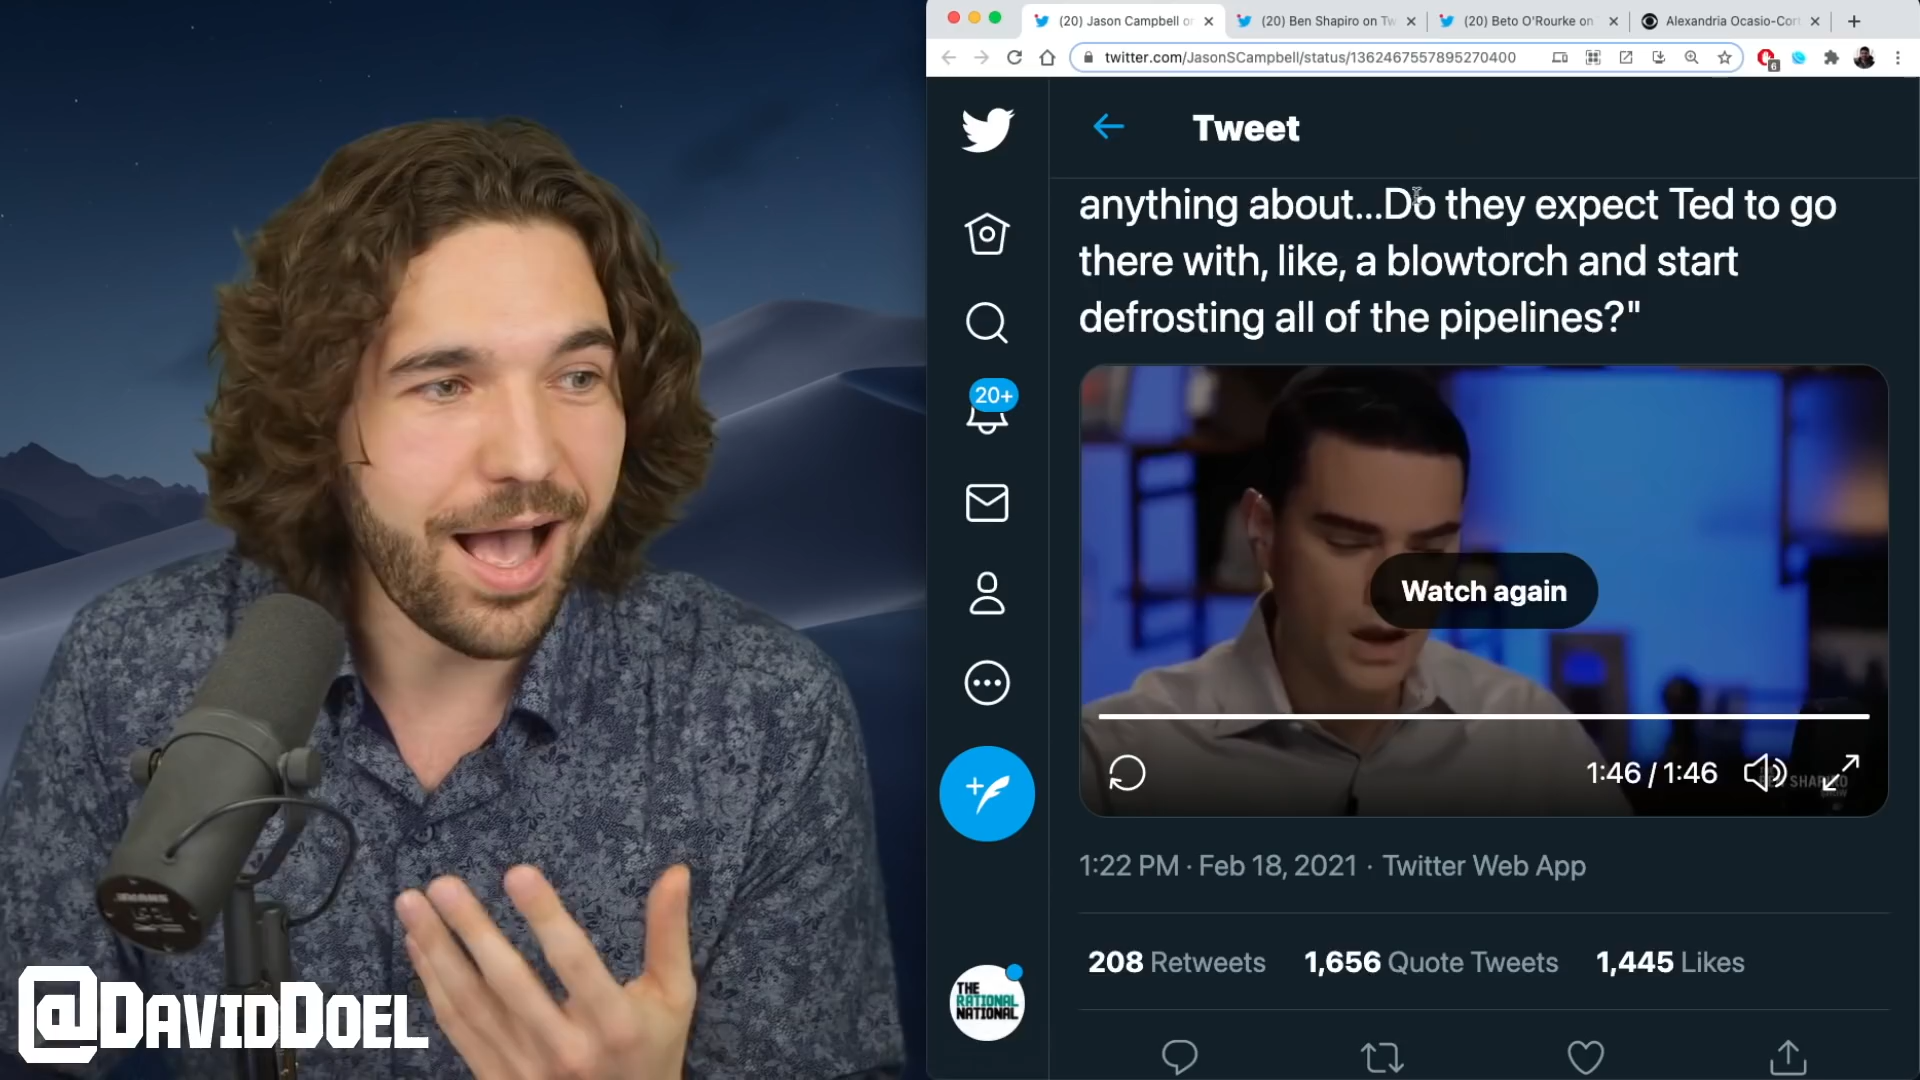 (20) Jason Campbell o
(20) Ben Shapiro on Tw
(20) Beto O'Rourke on
Alexandria Ocasio-Cort
twitter.com/JasonSCampbell/status/1362467557895270400
6
Tweet
anything about...Do they expect Ted to go
there with, like, a blowtorch and start
defrosting all of the pipelines?"
20+
Watch again
1:46 / 1:46
SHAPIRO
1:22 PM · Feb 18, 2021 · Twitter Web App
208 Retweets 1,656 Quote Tweets 1,445 Likes
THE
RATIONAL
NATIONAL
@DAVIDDOEL